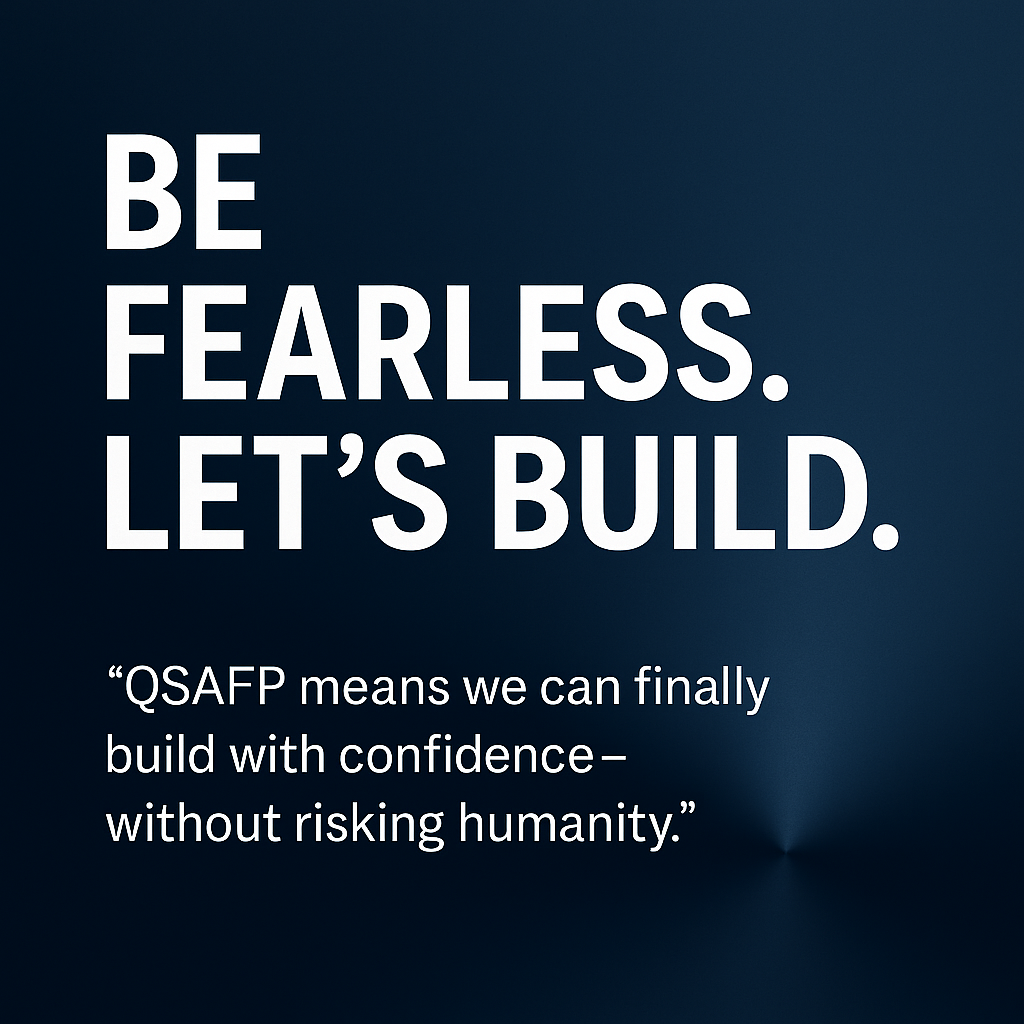 BE
FEARLESS.
LET’S BUILD.
“QSAFP means we can finally
build with confidence–
without risking humanity.”